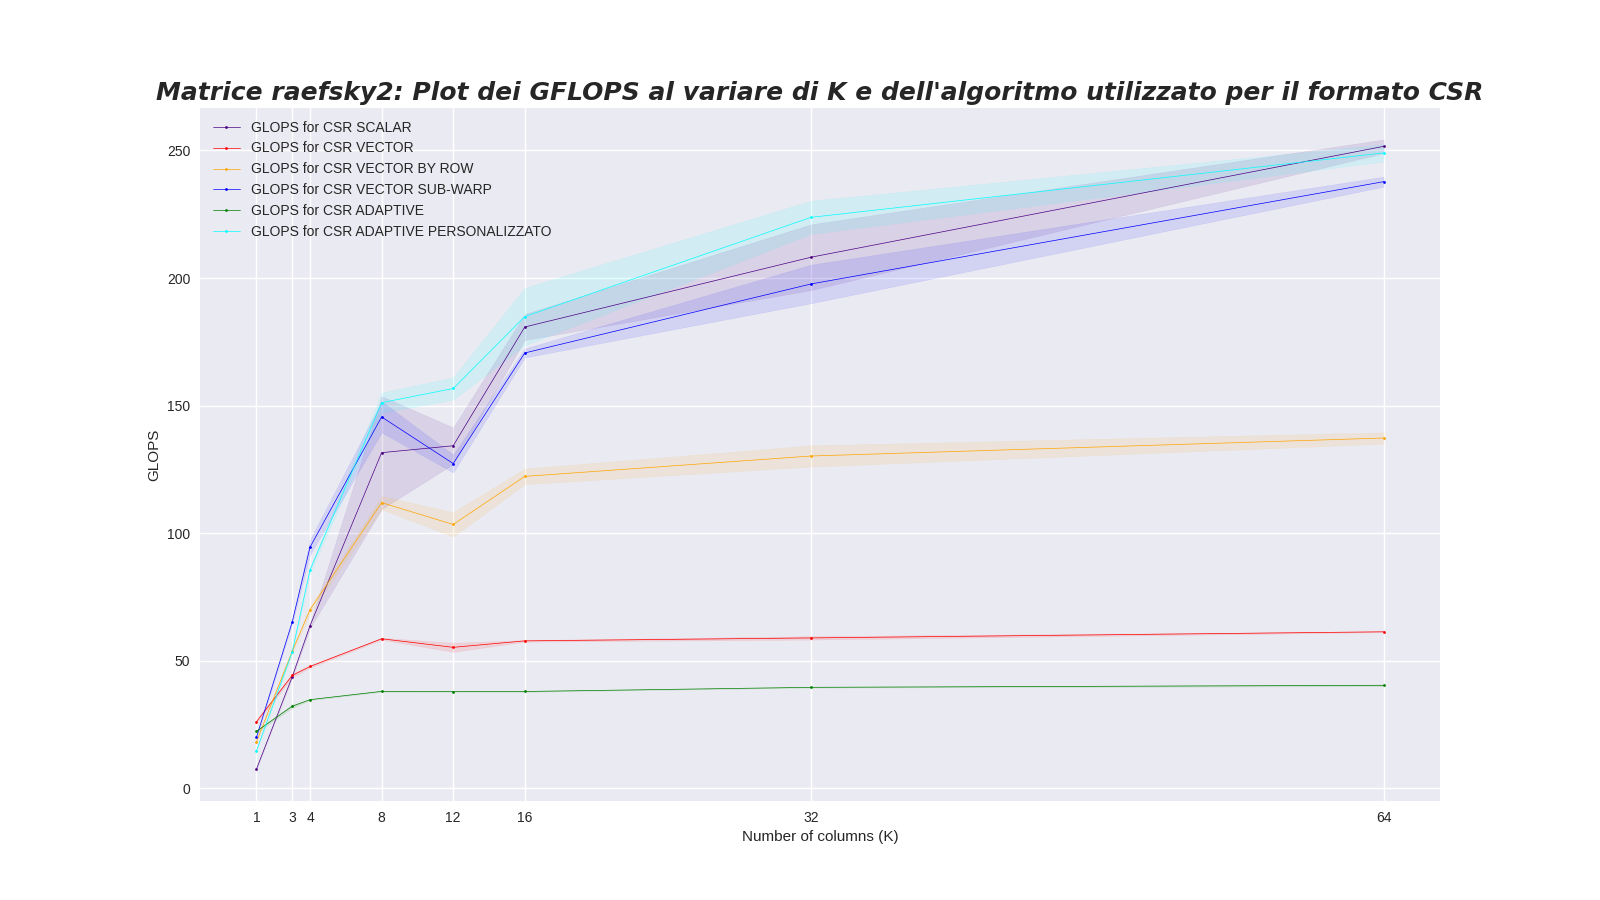 Matrice raefsky2: Plot dei GFLOPS al variare di K e dell'algoritmo utilizzato per il formato CSR
GLOPS for CSR SCALAR
GLOPS for CSR VECTOR
GLOPS for CSR VECTOR BY ROW
GLOPS for CSR VECTOR SUB-WARP
GLOPS for CSR ADAPTIVE
GLOPS for CSR ADAPTIVE PERSONALIZZATO
250
200
150
100
50
0
GLOPS
1 3 4 8 12 16 32 64
Number of columns (K)